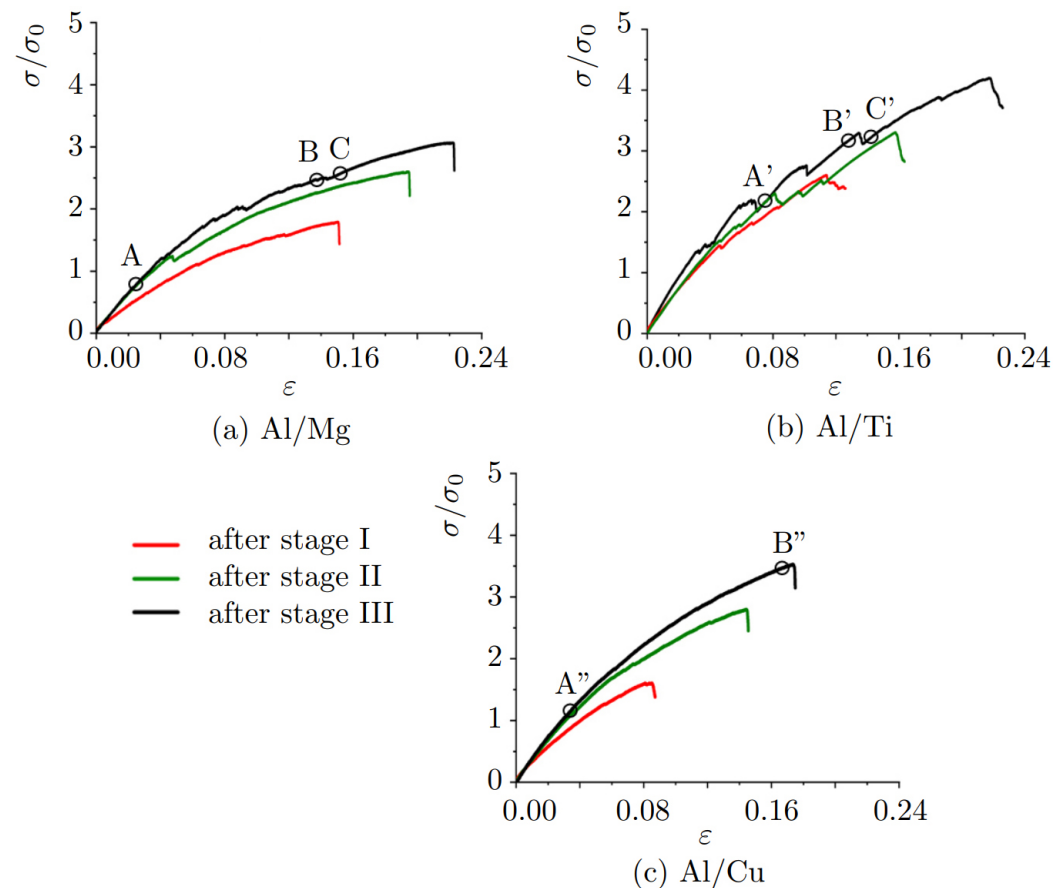 5
4
3
2
1
0
σ/σ₀
A
B
C
0.00 0.08 0.16 0.24
ε
(a) Al/Mg
5
4
3
2
1
0
σ/σ₀
A'
B'
C'
0.00 0.08 0.16 0.24
ε
(b) Al/Ti
after stage I
after stage II
after stage III
5
4
3
2
1
0
σ/σ₀
A”
B”
0.00 0.08 0.16 0.24
ε
(c) Al/Cu